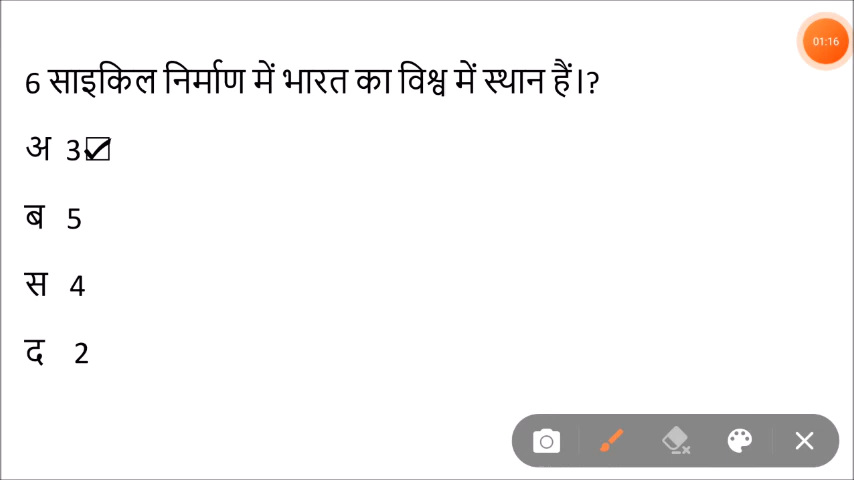 01:16
6 साइकिल निर्माण में भारत का विश्व में स्थान हैं।?
अ 3☑
ब 5
स 4
द 2